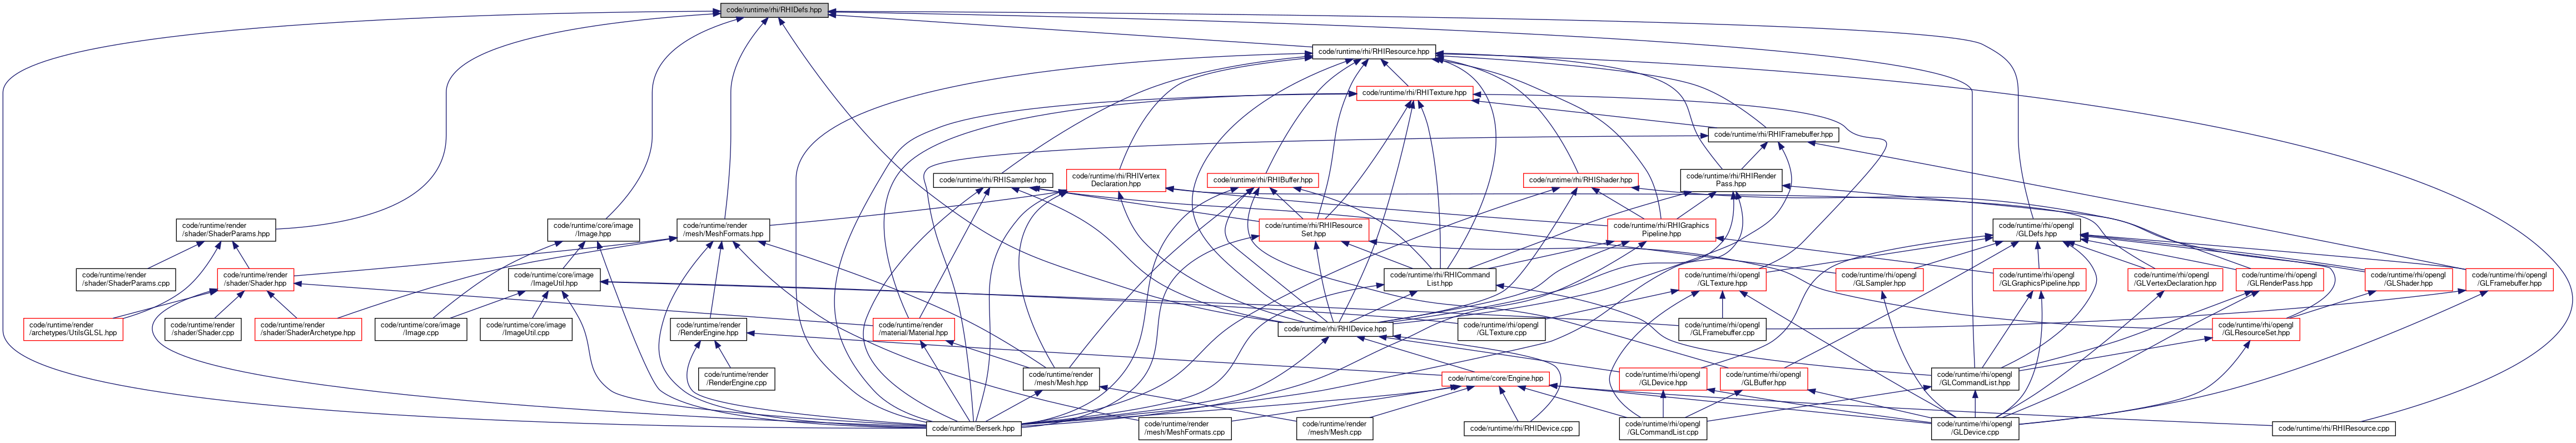 code/runtime/rhi/RHIDefs.hpp
code/runtime/rhi/RHIResource.hpp
code/runtime/rhi/RHITexture.hpp
code/runtime/rhi/RHIFramebuffer.hpp
code/runtime/rhi/RHISampler.hpp
code/runtime/rhi/RHIVertex
Declaration.hpp
code/runtime/rhi/RHIBuffer.hpp
code/runtime/rhi/RHIShader.hpp
code/runtime/rhi/RHIRender
Pass.hpp
code/runtime/render
/shader/ShaderParams.hpp
code/runtime/core/image
/Image.hpp
code/runtime/render
/mesh/MeshFormats.hpp
code/runtime/rhi/RHIResource
Set.hpp
code/runtime/rhi/RHIGraphics
Pipeline.hpp
code/runtime/rhi/opengl
/GLDefs.hpp
code/runtime/render
/shader/ShaderParams.cpp
code/runtime/render
/shader/Shader.hpp
code/runtime/core/image
/ImageUtil.hpp
code/runtime/rhi/RHICommand
List.hpp
code/runtime/rhi/opengl
/GLTexture.hpp
code/runtime/rhi/opengl
/GLSampler.hpp
code/runtime/rhi/opengl
/GLGraphicsPipeline.hpp
code/runtime/rhi/opengl
/GLVertexDeclaration.hpp
code/runtime/rhi/opengl
/GLRenderPass.hpp
code/runtime/rhi/opengl
/GLShader.hpp
code/runtime/rhi/opengl
/GLFramebuffer.hpp
code/runtime/render
/archetypes/UtilsGLSL.hpp
code/runtime/render
/shader/Shader.cpp
code/runtime/render
/shader/ShaderArchetype.hpp
code/runtime/core/image
/Image.cpp
code/runtime/core/image
/ImageUtil.cpp
code/runtime/render
/RenderEngine.hpp
code/runtime/render
/material/Material.hpp
code/runtime/rhi/RHIDevice.hpp
code/runtime/rhi/opengl
/GLTexture.cpp
code/runtime/rhi/opengl
/GLFramebuffer.cpp
code/runtime/rhi/opengl
/GLResourceSet.hpp
code/runtime/render
/RenderEngine.cpp
code/runtime/render
/mesh/Mesh.hpp
code/runtime/core/Engine.hpp
code/runtime/rhi/opengl
/GLDevice.hpp
code/runtime/rhi/opengl
/GLBuffer.hpp
code/runtime/rhi/opengl
/GLCommandList.hpp
code/runtime/Berserk.hpp
code/runtime/render
/mesh/MeshFormats.cpp
code/runtime/render
/mesh/Mesh.cpp
code/runtime/rhi/RHIDevice.cpp
code/runtime/rhi/opengl
/GLCommandList.cpp
code/runtime/rhi/opengl
/GLDevice.cpp
code/runtime/rhi/RHIResource.cpp